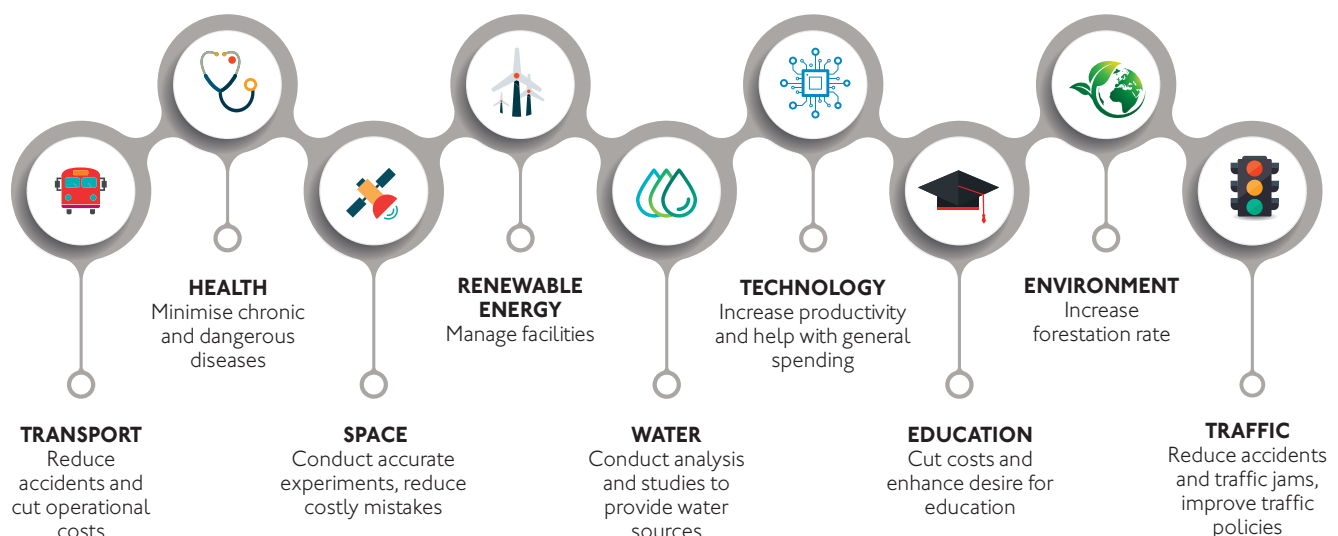 TRANSPORT
Reduce
accidents and
cut operational
costs
HEALTH
Minimise chronic
and dangerous
diseases
SPACE
Conduct accurate
experiments, reduce
costly mistakes
RENEWABLE
ENERGY
Manage facilities
WATER
Conduct analysis
and studies to
provide water
sources
TECHNOLOGY
Increase productivity
and help with general
spending
EDUCATION
Cut costs and
enhance desire for
education
ENVIRONMENT
Increase
forestation rate
TRAFFIC
Reduce accidents
and traffic jams,
improve traffic
policies